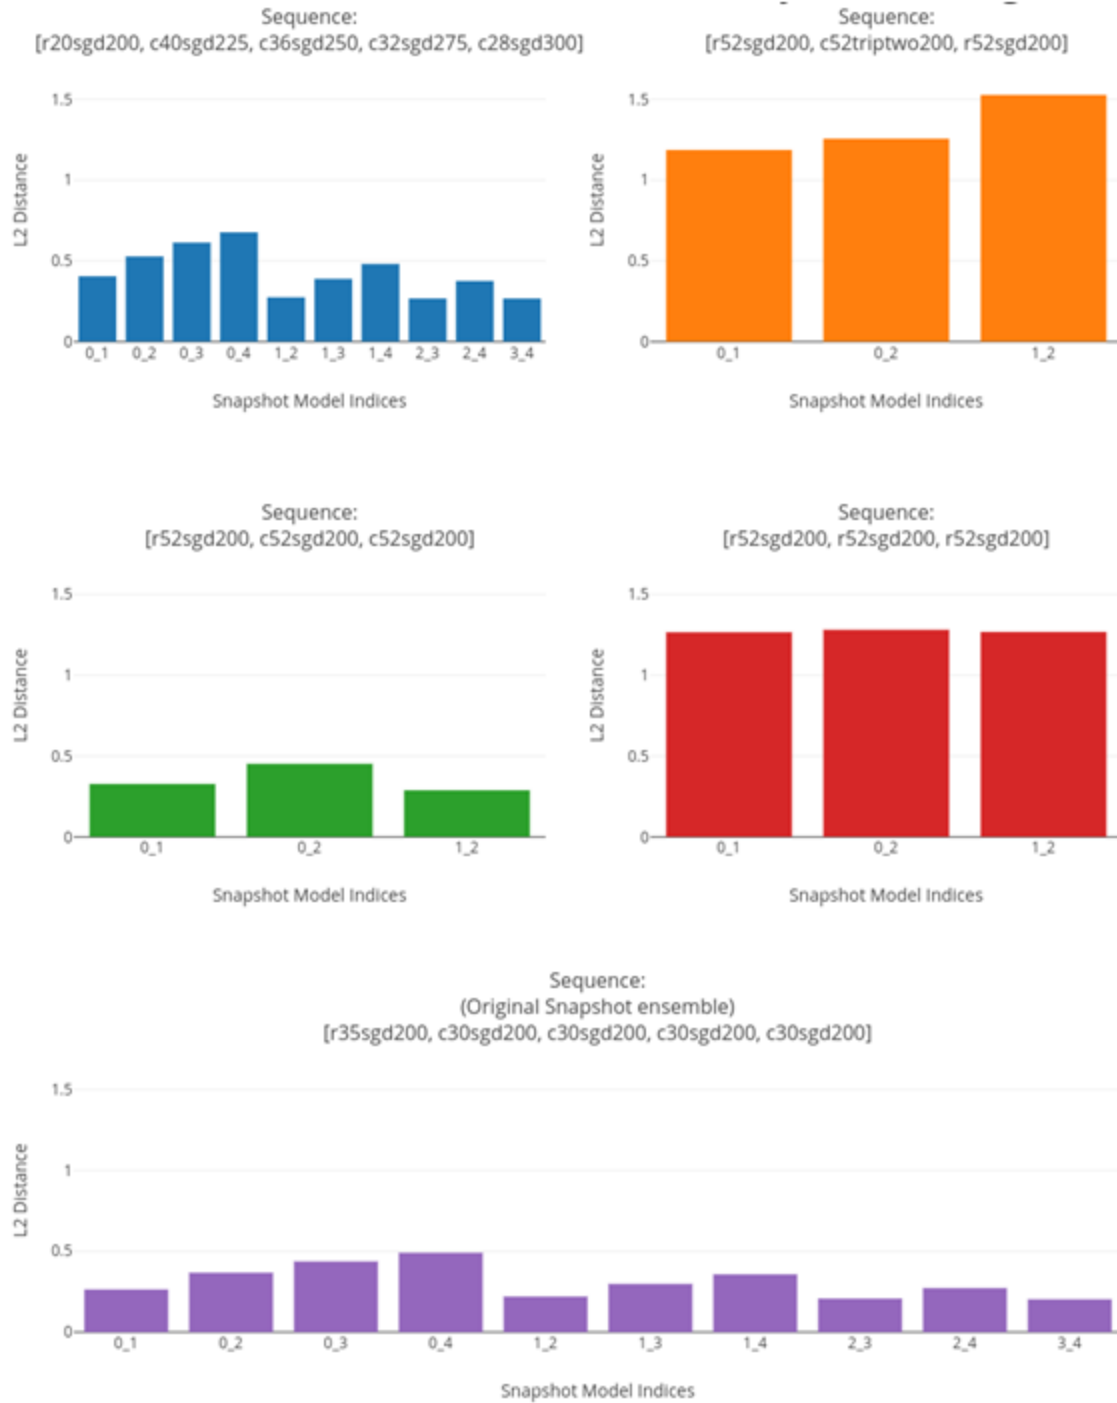 Sequence:
[r20sgd200, c40sgd225, c36sgd250, c32sgd275, c28sgd300]
1.5
1
0.5
0
L2 Distance
0_1 0_2 0_3 0_4 1_2 1_3 1_4 2_3 2_4 3_4
Snapshot Model Indices
Sequence:
[r52sgd200, c52triptwo200, r52sgd200]
1.5
1
0.5
0
L2 Distance
0_1 0_2 1_2
Snapshot Model Indices
Sequence:
[r52sgd200, c52sgd200, c52sgd200]
1.5
1
0.5
0
L2 Distance
0_1 0_2 1_2
Snapshot Model Indices
Sequence:
[r52sgd200, r52sgd200, r52sgd200]
1.5
1
0.5
0
L2 Distance
0_1 0_2 1_2
Snapshot Model Indices
Sequence:
(Original Snapshot ensemble)
[r35sgd200, c30sgd200, c30sgd200, c30sgd200, c30sgd200]
1.5
1
0.5
0
L2 Distance
0_1 0_2 0_3 0_4 1_2 1_3 1_4 2_3 2_4 3_4
Snapshot Model Indices